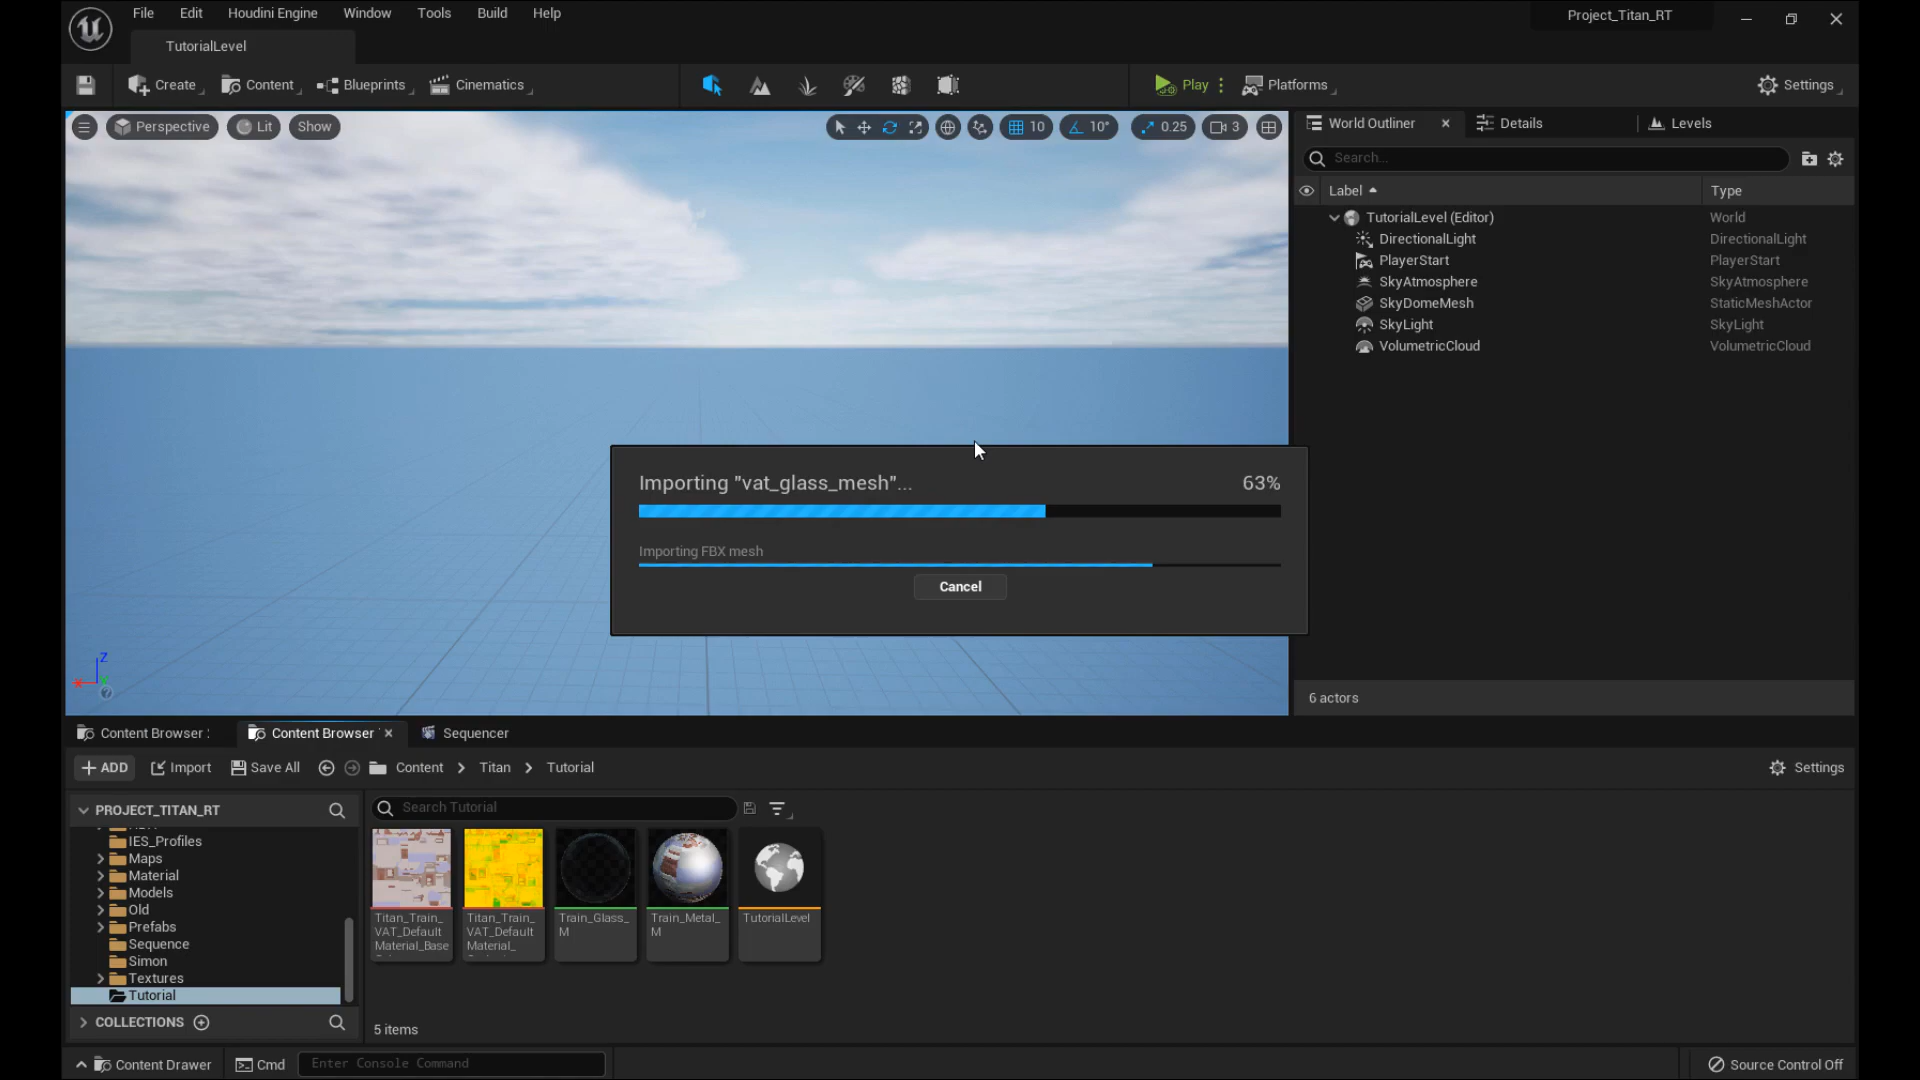 File Edit Houdini Engine Window Tools Build Help
Project_Titan_RT
TutorialLevel
Create Content Blueprints Cinematics Play Platforms Settings
Perspective Lit Show 10 10° 0.25 3
World Outliner Details Levels
Search...
Label Type
TutorialLevel (Editor) World
DirectionalLight DirectionalLight
PlayerStart PlayerStart
SkyAtmosphere SkyAtmosphere
SkyDomeMesh StaticMeshActor
SkyLight SkyLight
VolumetricCloud VolumetricCloud
6 actors
Importing "vat_glass_mesh"... 63%
Importing FBX mesh
Cancel
Z
Content Browser Content Browser Sequencer
ADD Import Save All Content Titan Tutorial Settings
PROJECT_TITAN_RT
Search Tutorial
IES_Profiles
Maps
Material
Models
Old
Prefabs
Sequence
Simon
Textures
Tutorial
COLLECTIONS
Titan_Train_
VAT_Default
Material_Base
Titan_Train_
VAT_Default
Material_
Train_Glass_
M
Train_Metal_
M
TutorialLevel
5 items
Content Drawer Cmd Enter Console Command Source Control Off